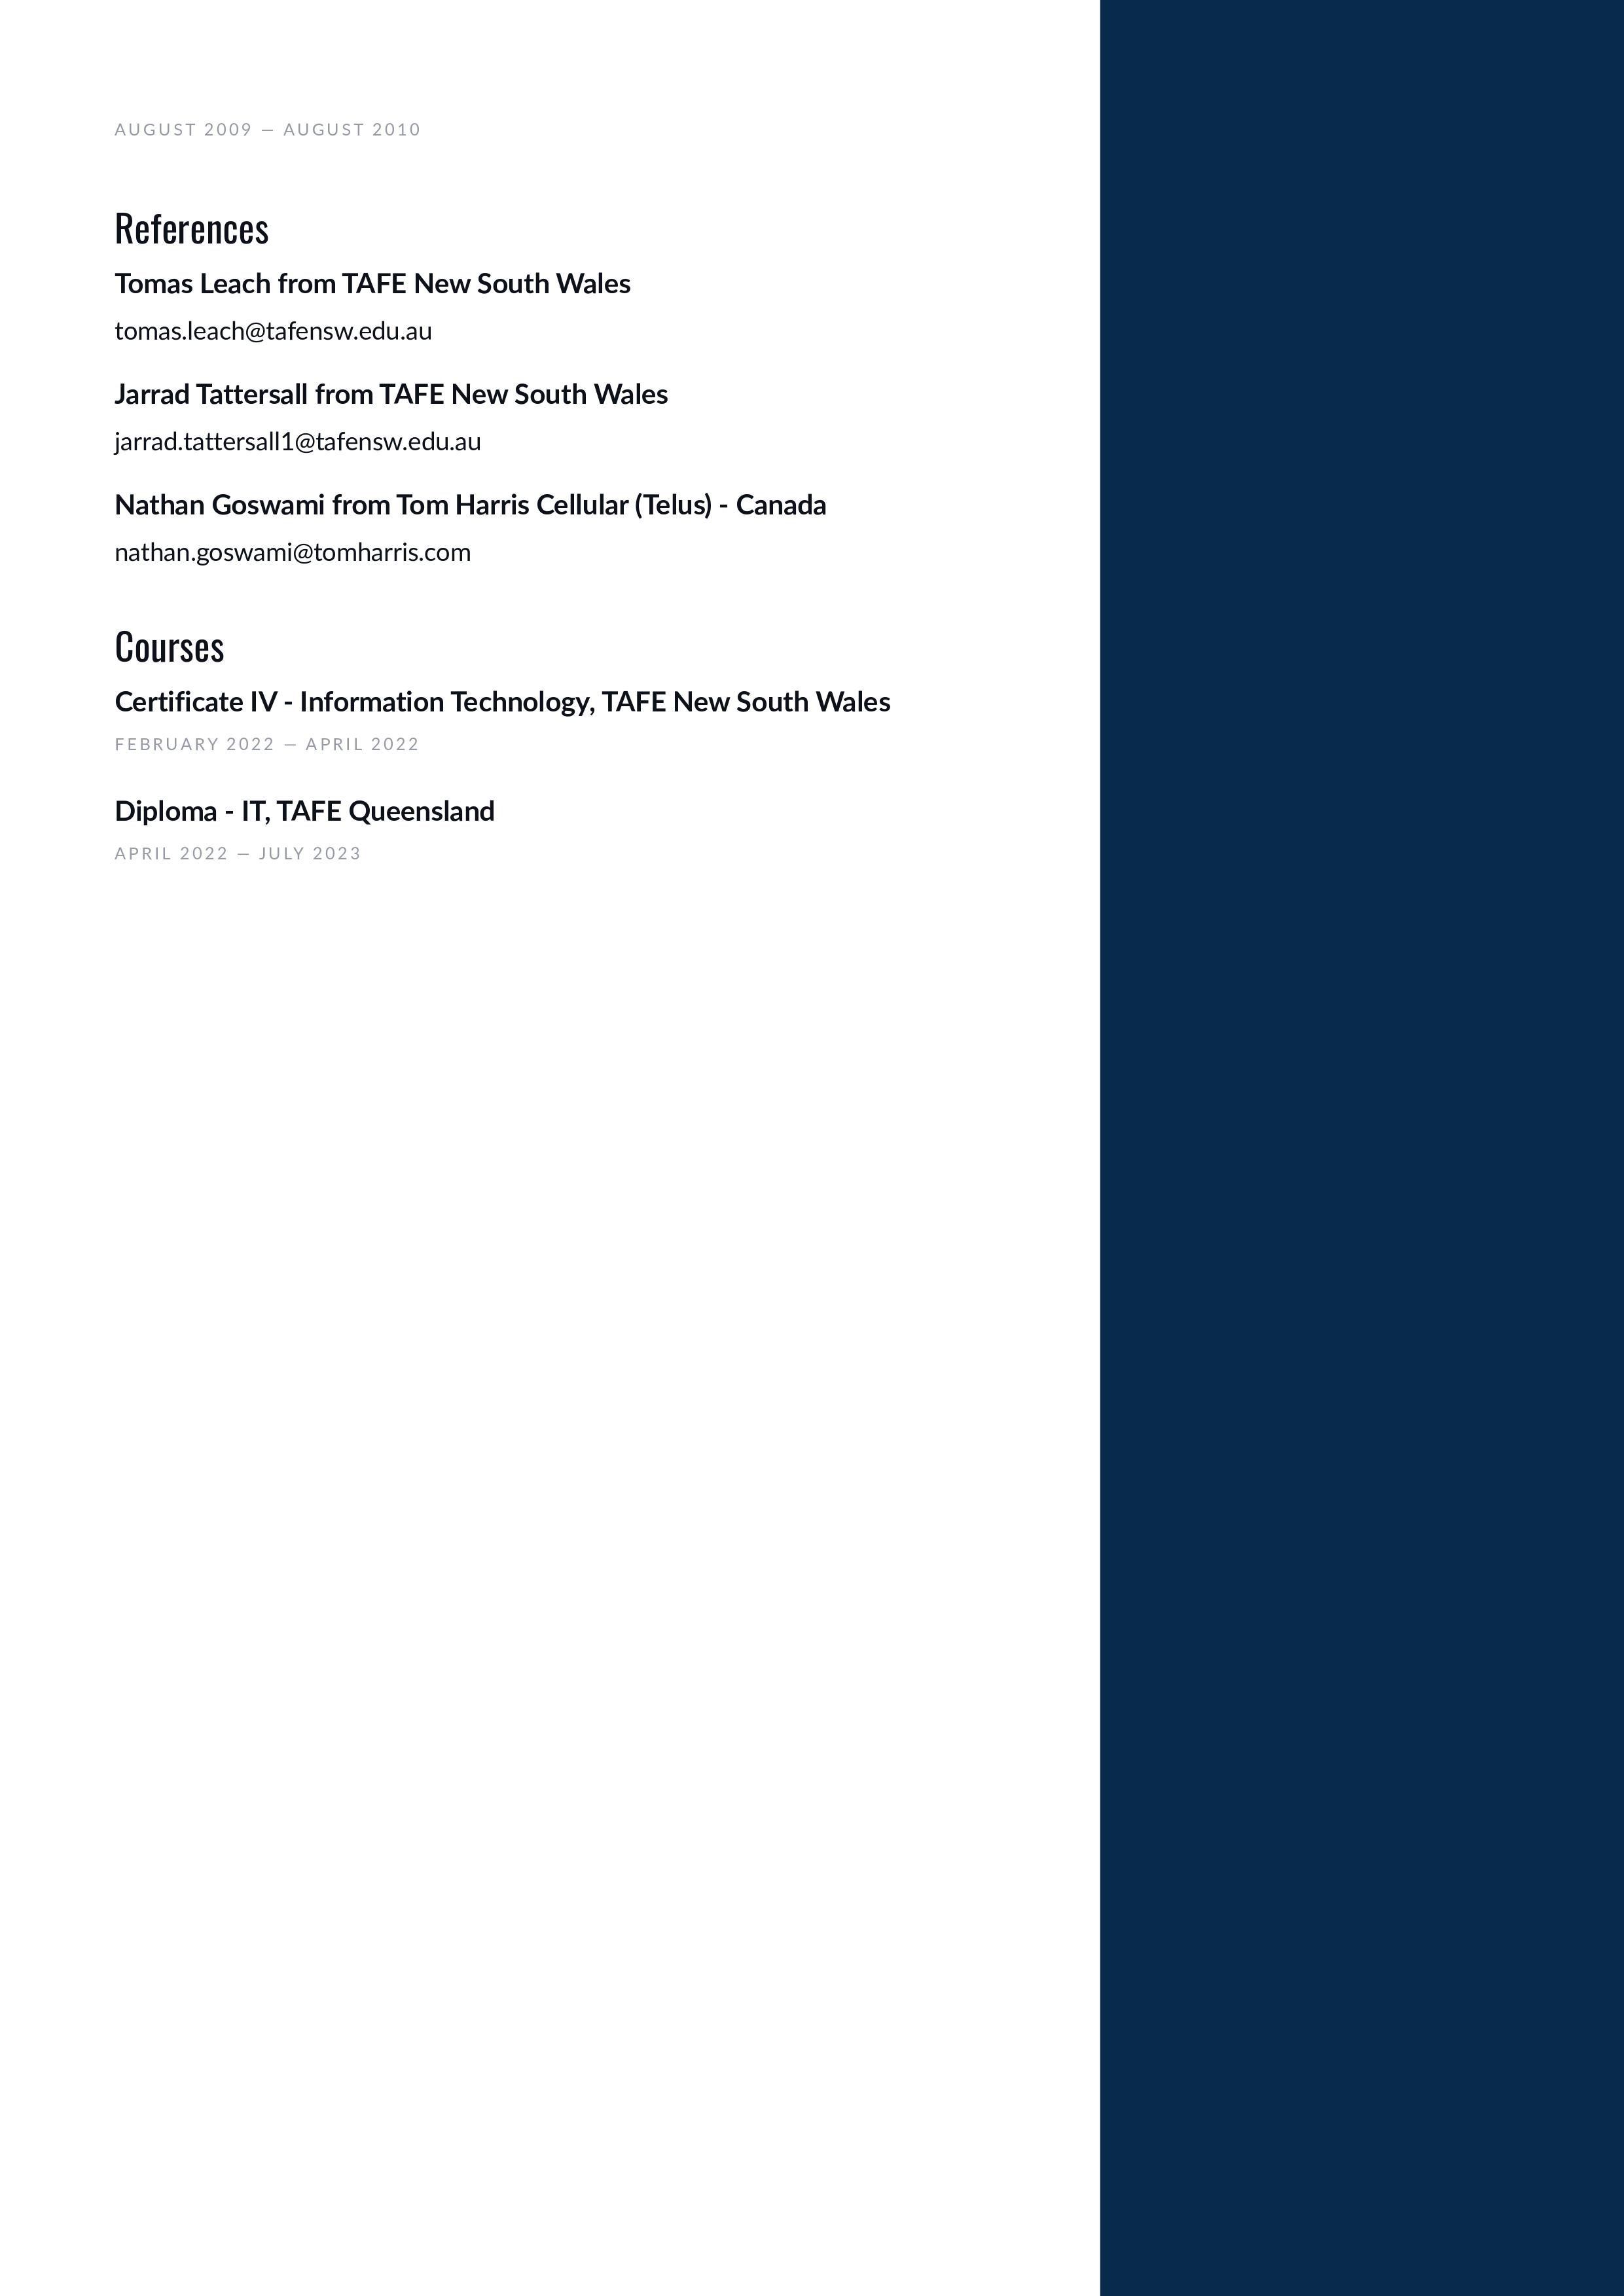 AUGUST 2009 — AUGUST 2010
References
Tomas Leach from TAFE New South Wales
tomas.leach@tafensw.edu.au
Jarrad Tattersall from TAFE New South Wales
jarrad.tattersall1@tafensw.edu.au
Nathan Goswami from Tom Harris Cellular (Telus) - Canada
nathan.goswami@tomharris.com
Courses
Certificate IV - Information Technology, TAFE New South Wales
FEBRUARY 2022 — APRIL 2022
Diploma - IT, TAFE Queensland
APRIL 2022 — JULY 2023